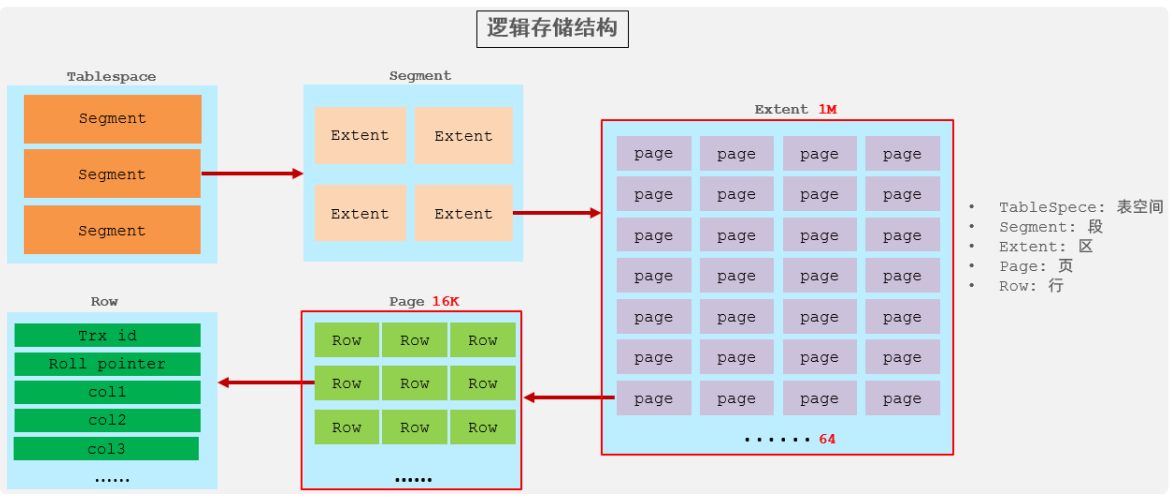 逻辑存储结构
Tablespace
Segment
Segment
Segment
Segment
Extent Extent
Extent Extent
Extent 1M
page page page page
page page page page
page page page page
page page page page
page page page page
page page page page
page page page page
······ 64
• TableSpece: 表空间
• Segment: 段
• Extent: 区
• Page: 页
• Row: 行
Page 16K
Row Row Row
Row Row Row
Row Row Row
······
Row
Trx id
Roll pointer
col1
col2
col3
······